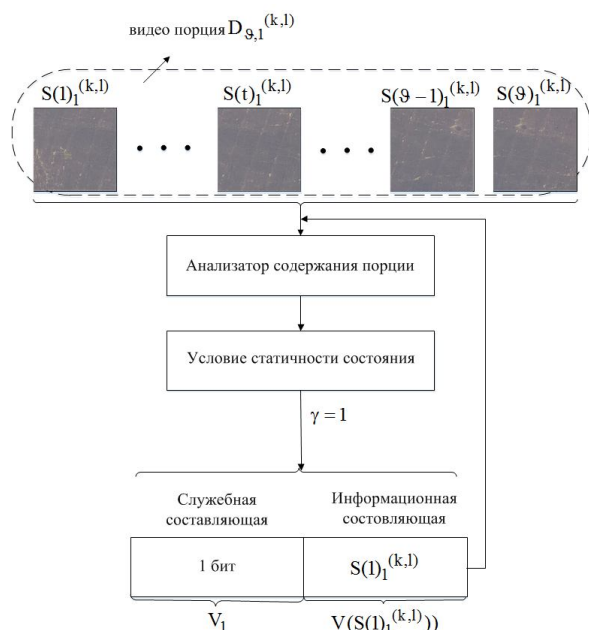 видео порция D_{ϑ,1}^{(k,l)}
S(1)_1^{(k,l)} S(t)_1^{(k,l)} S(ϑ−1)_1^{(k,l)} S(ϑ)_1^{(k,l)}
Анализатор содержания порции
Условие статичности состояния
γ = 1
Служебная составляющая
Информационная состовляющая
1 бит
S(1)_1^{(k,l)}
V_1
V(S(1)_1^{(k,l)}))